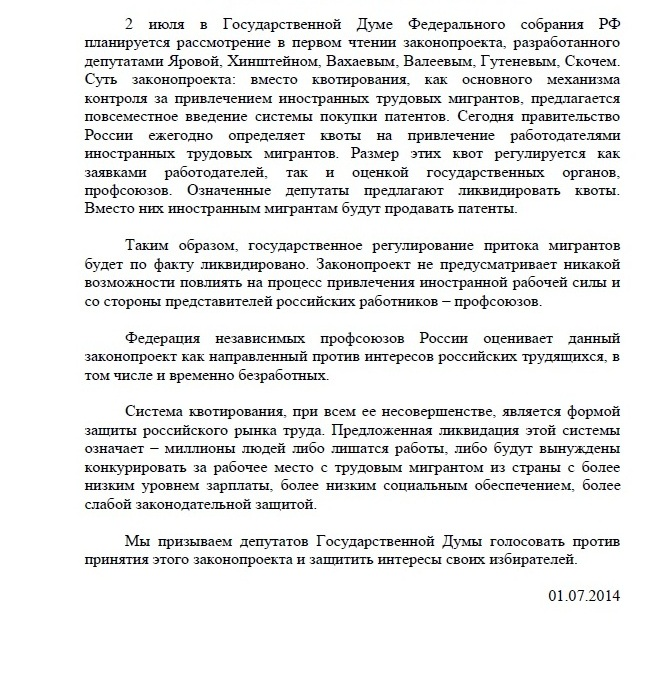 2 июля в Государственной Думе Федерального собрания РФ
планируется рассмотрение в первом чтении законопроекта, разработанного
депутатами Яровой, Хинштейном, Вахаевым, Валеевым, Гутеневым, Скочем.
Суть законопроекта: вместо квотирования, как основного механизма
контроля за привлечением иностранных трудовых мигрантов, предлагается
повсеместное введение системы покупки патентов. Сегодня правительство
России ежегодно определяет квоты на привлечение работодателями
иностранных трудовых мигрантов. Размер этих квот регулируется как
заявками работодателей, так и оценкой государственных органов,
профсоюзов. Означенные депутаты предлагают ликвидировать квоты.
Вместо них иностранным мигрантам будут продавать патенты.
Таким образом, государственное регулирование притока мигрантов
будет по факту ликвидировано. Законопроект не предусматривает никакой
возможности повлиять на процесс привлечения иностранной рабочей силы и
со стороны представителей российских работников – профсоюзов.
Федерация независимых профсоюзов России оценивает данный
законопроект как направленный против интересов российских трудящихся, в
том числе и временно безработных.
Система квотирования, при всем ее несовершенстве, является формой
защиты российского рынка труда. Предложенная ликвидация этой системы
означает – миллионы людей либо лишатся работы, либо будут вынуждены
конкурировать за рабочее место с трудовым мигрантом из страны с более
низким уровнем зарплаты, более низким социальным обеспечением, более
слабой законодательной защитой.
Мы призываем депутатов Государственной Думы голосовать против
принятия этого законопроекта и защитить интересы своих избирателей.
01.07.2014